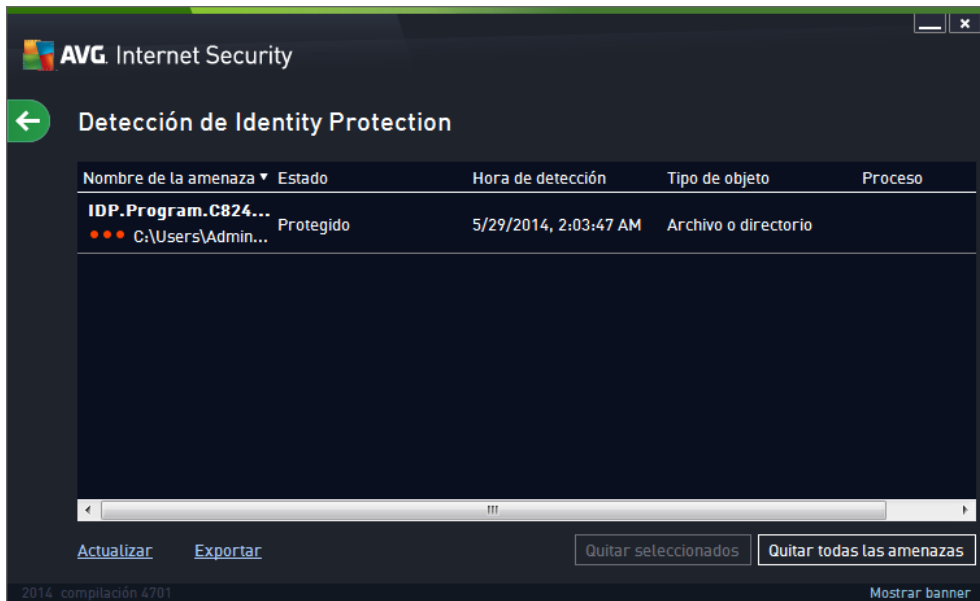 AVG. Internet Security
Detección de Identity Protection
Nombre de la amenaza Estado Hora de detección Tipo de objeto Proceso
IDP.Program.C824...
C:\Users\Admin... Protegido 5/29/2014, 2:03:47 AM Archivo o directorio
Actualizar Exportar Quitar seleccionados Quitar todas las amenazas
2014 compilación 4701 Mostrar banner